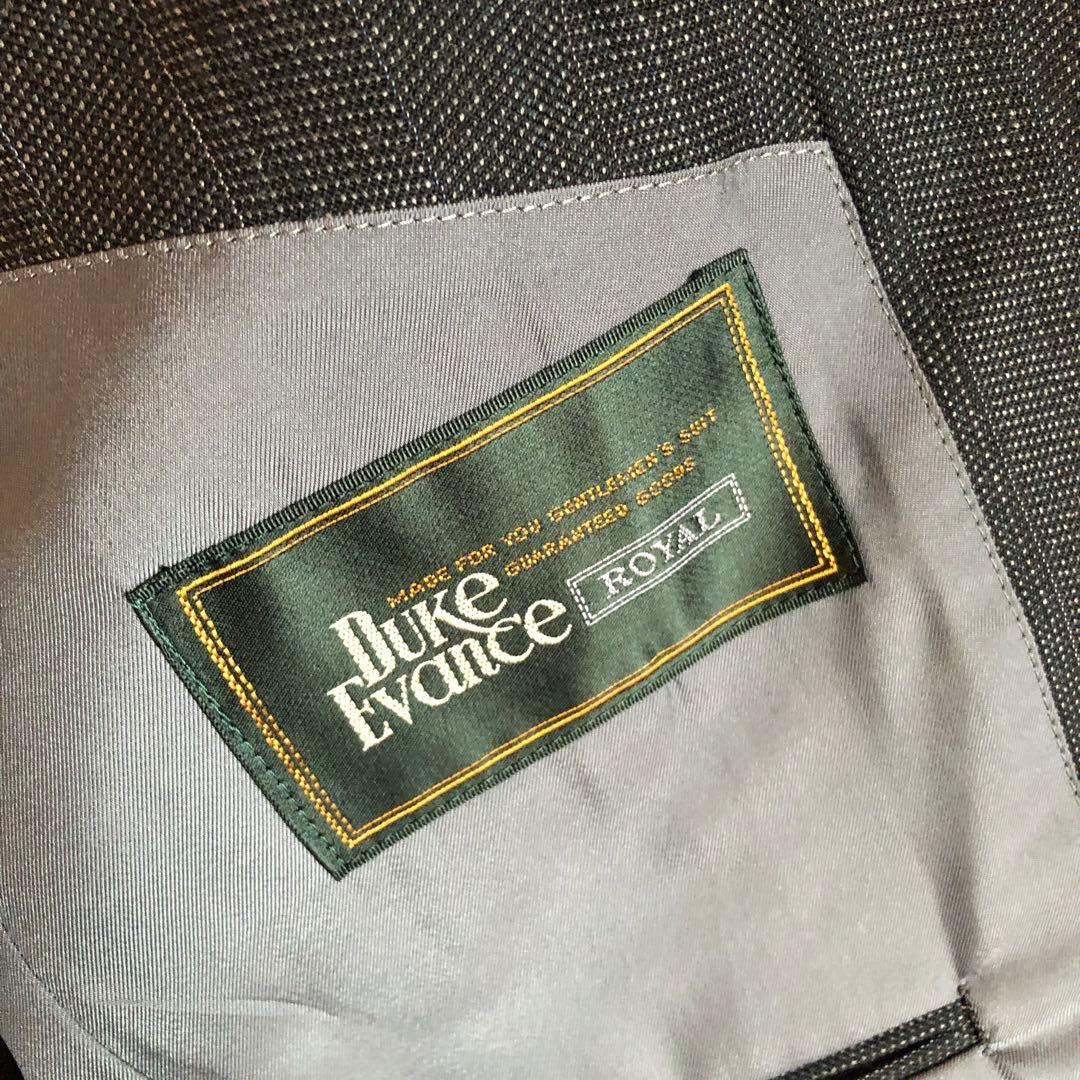 MADE FOR YOU GENTLEMEN'S SUIT
GUARANTEED GOODS
Duke
Evance
ROYAL